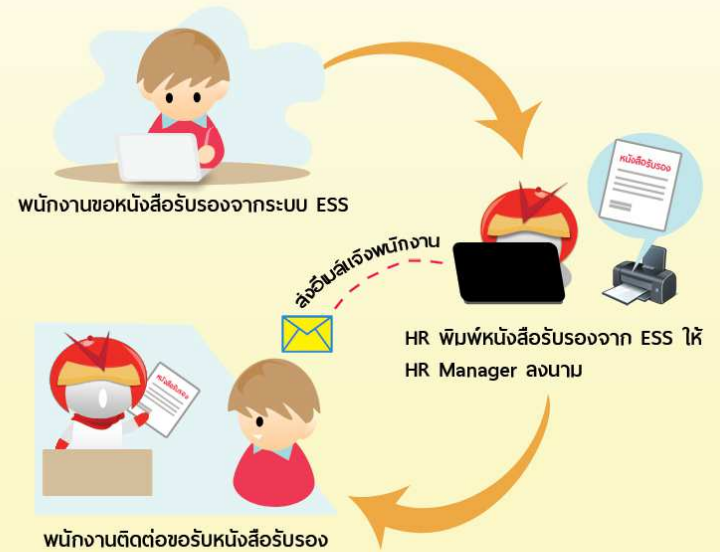 พนักงานขอหนังสือรับรองจากระบบ ESS
หนังสือรับรอง
ส่งอีเมล์แจ้งพนักงาน
HR พิมพ์หนังสือรับรองจาก ESS ให้
HR Manager ลงนาม
หนังสือรับรอง
พนักงานติดต่อขอรับหนังสือรับรอง